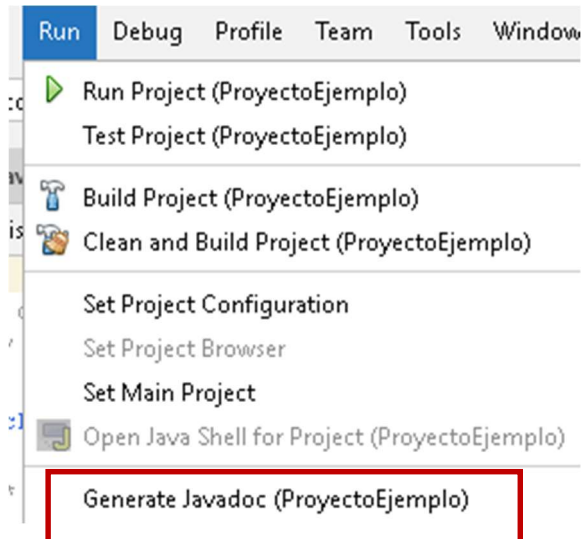 Run Debug Profile Team Tools Window
Run Project (ProyectoEjemplo)
Test Project (ProyectoEjemplo)
Build Project (ProyectoEjemplo)
Clean and Build Project (ProyectoEjemplo)
Set Project Configuration
Set Project Browser
Set Main Project
Open Java Shell for Project (ProyectoEjemplo)
Generate Javadoc (ProyectoEjemplo)